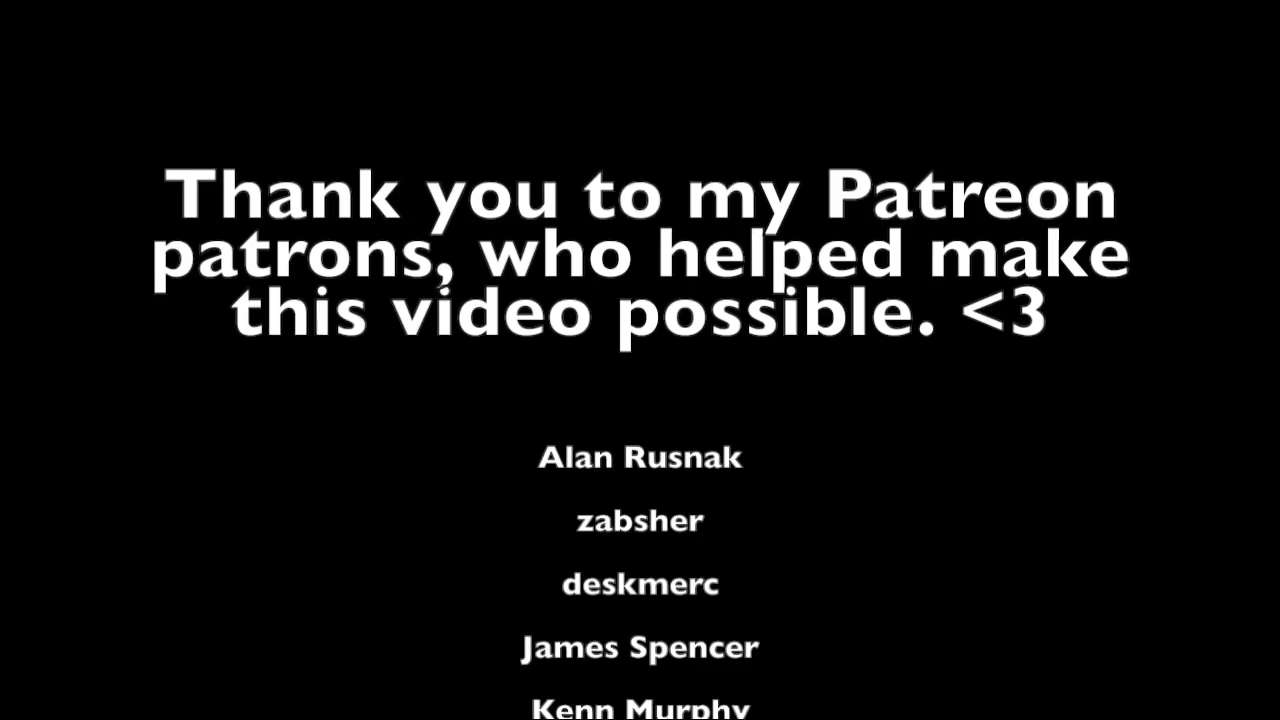 Thank you to my Patreon
patrons, who helped make
this video possible. <3
Alan Rusnak
zabsher
deskmerc
James Spencer
Kenn Murphy